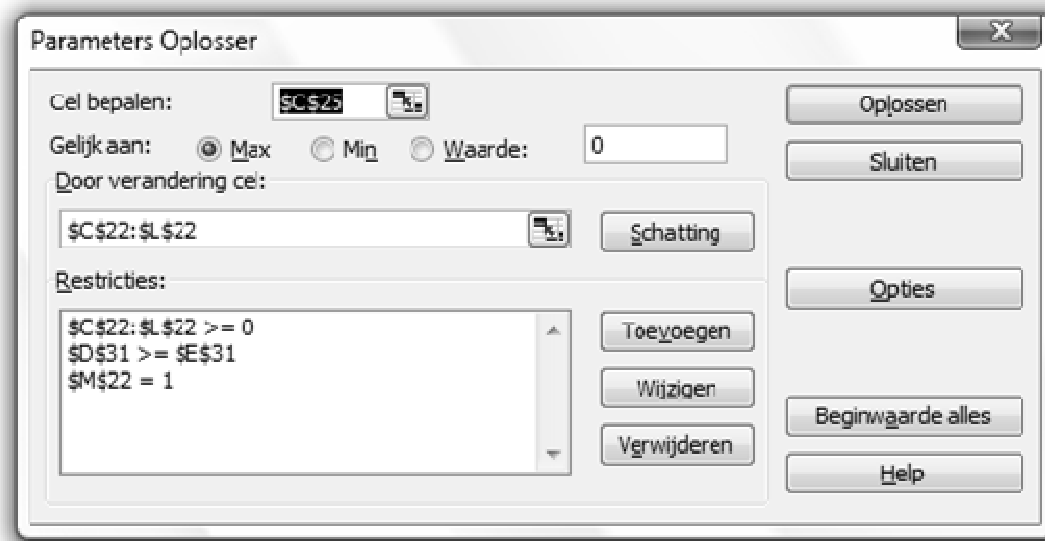 Parameters Oplosser
Cel bepalen: $C$25 Oplossen
Gelijk aan: Max Min Waarde: 0 Sluiten
Door verandering cel:
$C$22:$L$22 Schatting
Restricties: Opties
$C$22:$L$22 >= 0 Toevoegen
$D$31 >= $E$31
$M$22 = 1 Wijzigen
Beginwaarde alles
Verwijderen
Help